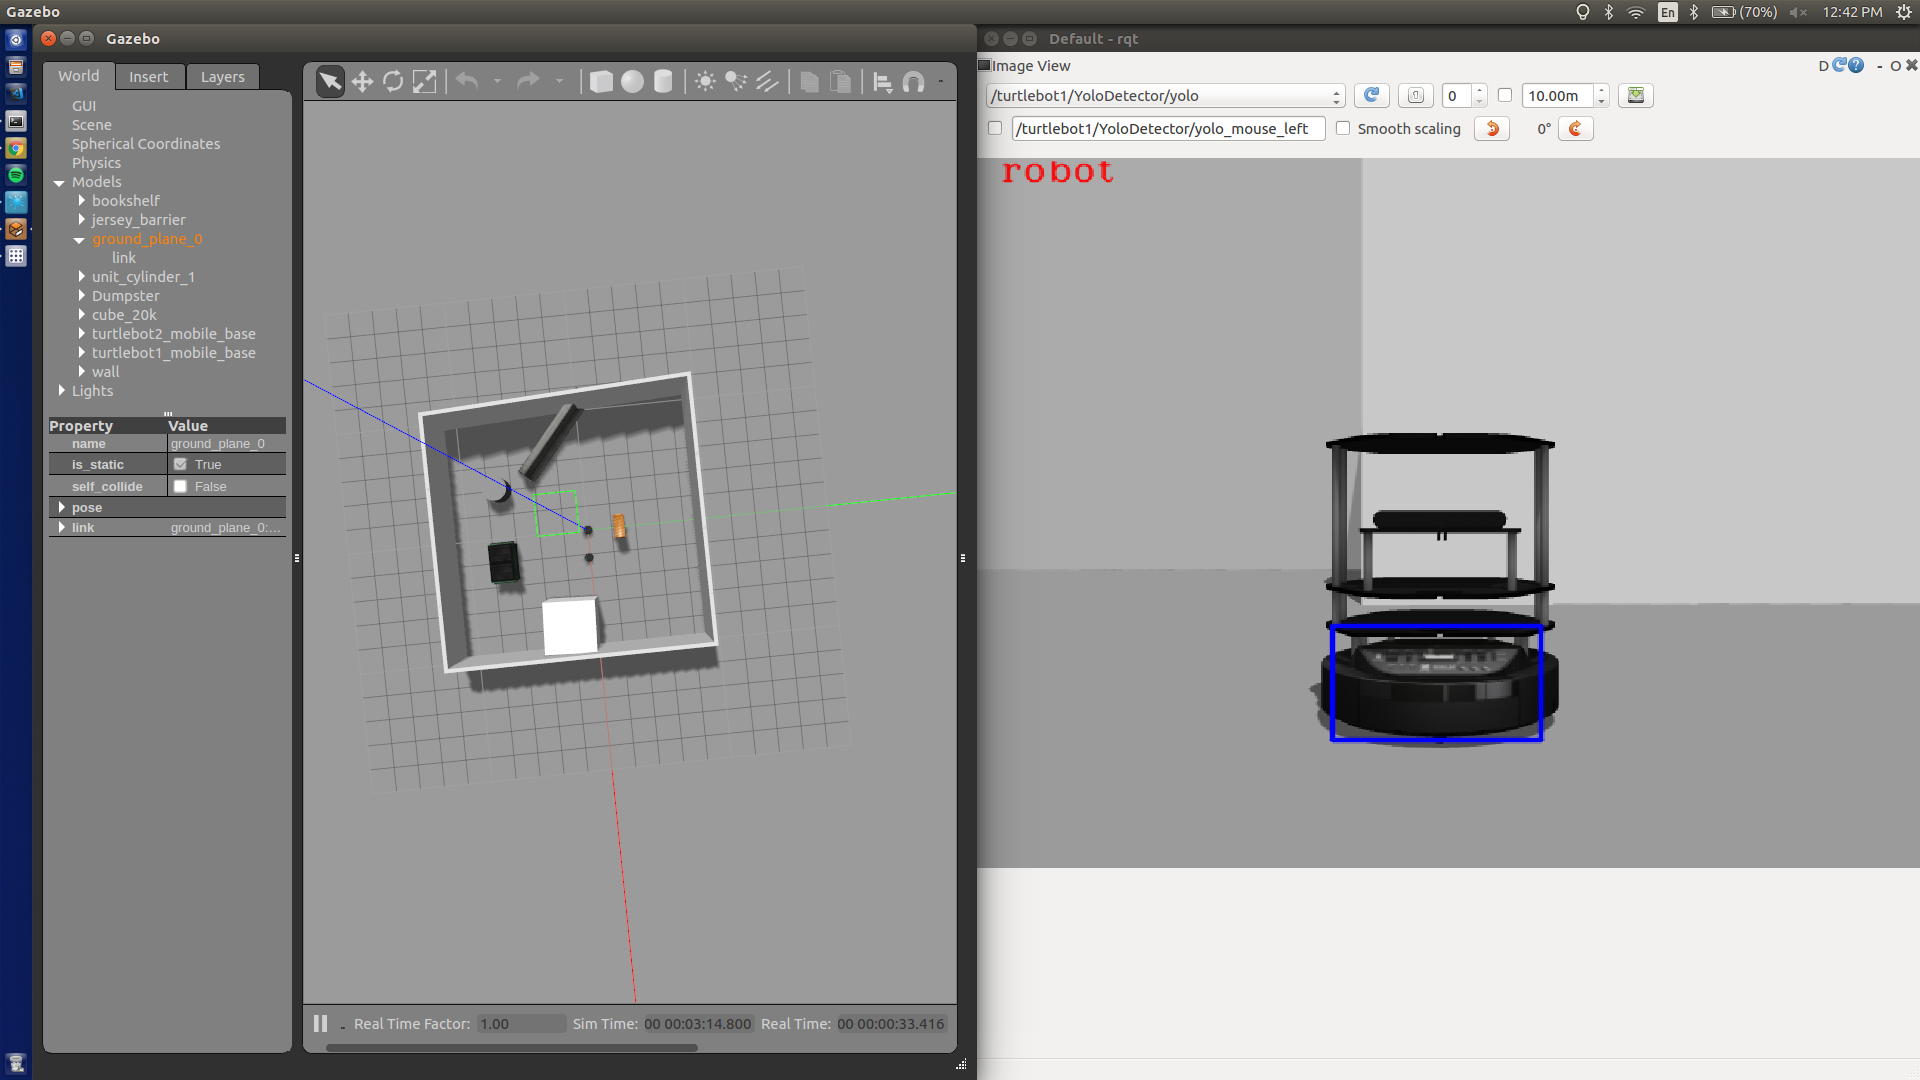 Gazebo
En
(70%)
12:42 PM
Gazebo
Default - rqt
World
Insert
Layers
Image View
D
- O
/turtlebot1/YoloDetector/yolo
0
10.00m
/turtlebot1/YoloDetector/yolo_mouse_left
Smooth scaling
0°
GUI
Scene
Spherical Coordinates
Physics
Models
bookshelf
jersey_barrier
ground_plane_0
link
unit_cylinder_1
Dumpster
cube_20k
turtlebot2_mobile_base
turtlebot1_mobile_base
wall
Lights
Property Value
name ground_plane_0
is_static True
self_collide False
pose
link ground_plane_0:...
robot
Real Time Factor: 1.00 Sim Time: 00 00:03:14.800 Real Time: 00 00:00:33.416